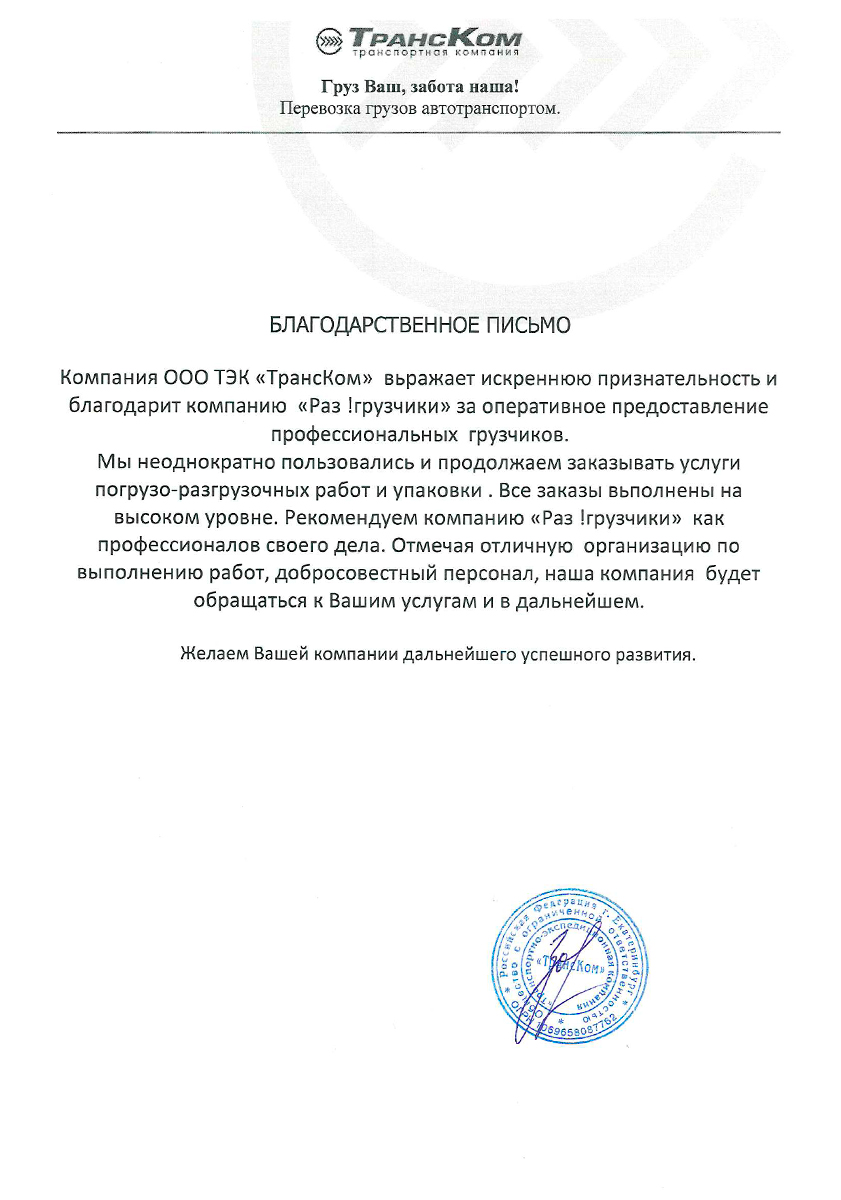 ТрансКом
транспортная компания
Груз Ваш, забота наша!
Перевозка грузов автотранспортом.
БЛАГОДАРСТВЕННОЕ ПИСЬМО
Компания ООО ТЭК «ТрансКом» вьражает искреннюю признательность и
благодарит компанию «Раз !грузчики» за оперативное предоставление
профессиональных грузчиков.
Мы неоднократно пользовались и продолжаем заказывать услуги
погрузо-разгрузочных работ и упаковки . Все заказы вьполнены на
высоком уровне. Рекомендуем компанию «Раз !грузчики» как
профессионалов своего дела. Отмечая отличную организацию по
выполнению работ, добросовестный персонал, наша компания будет
обращаться к Вашим услугам и в дальнейшем.
Желаем Вашей компании дальнейшего успешного развития.
* Российская Федерация г. Екатеринбург *
Общество с ограниченной ответственностью *
«Транспортно-экспедиционная компания
«ТрансКом»
ОГРН 1069658087752